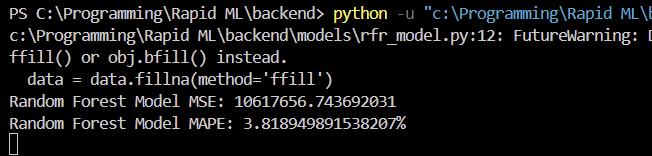 PS C:\Programming\Rapid ML\backend> python -u "c:\Programming\Rapid ML\b
c:\Programming\Rapid ML\backend\models\rfr_model.py:12: FutureWarning: D
ffill() or obj.bfill() instead.
data = data.fillna(method='ffill')
Random Forest Model MSE: 10617656.743692031
Random Forest Model MAPE: 3.818949891538207%